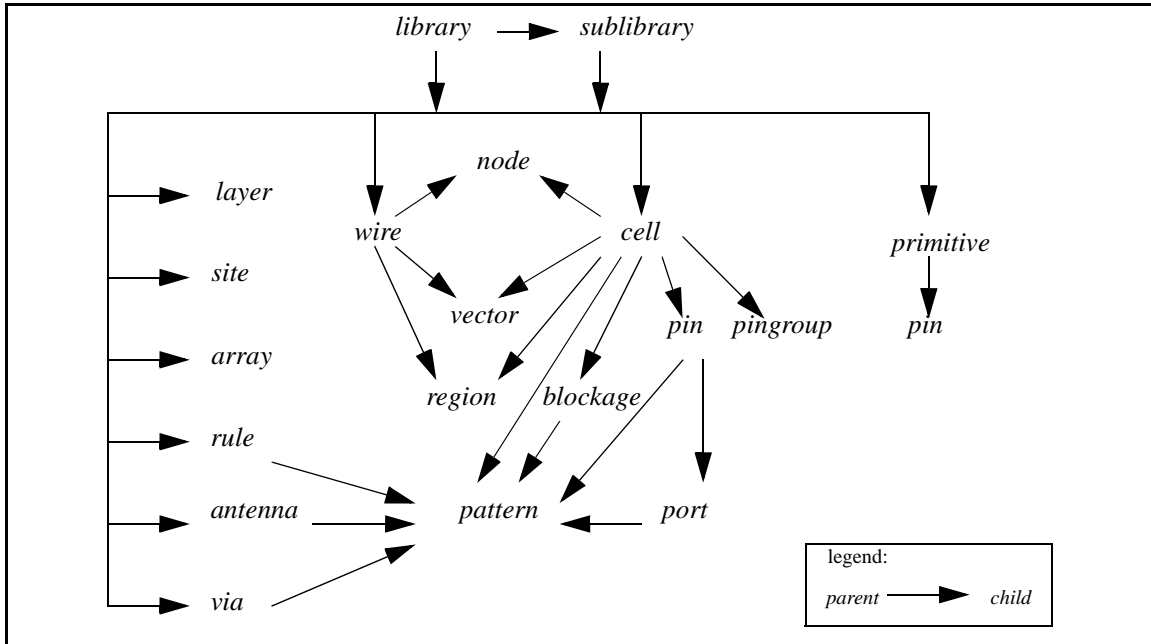 library sublibrary
node
layer
wire cell
primitive
site
vector pin pingroup pin
array
region blockage
rule
antenna pattern port
legend:
parent child
via